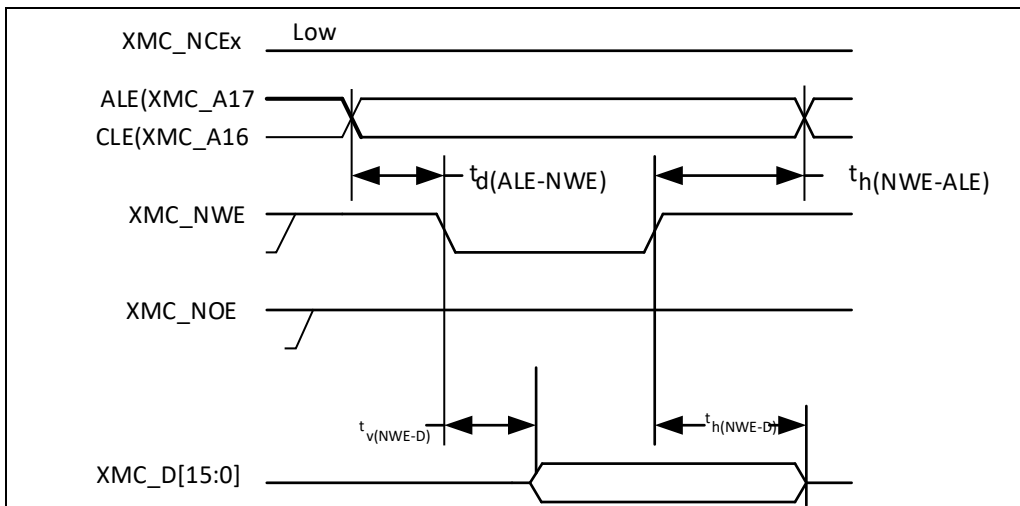 XMC_NCEx Low
ALE(XMC_A17
CLE(XMC_A16
td(ALE-NWE) th(NWE-ALE)
XMC_NWE
XMC_NOE
tv(NWE-D) th(NWE-D)
XMC_D[15:0]